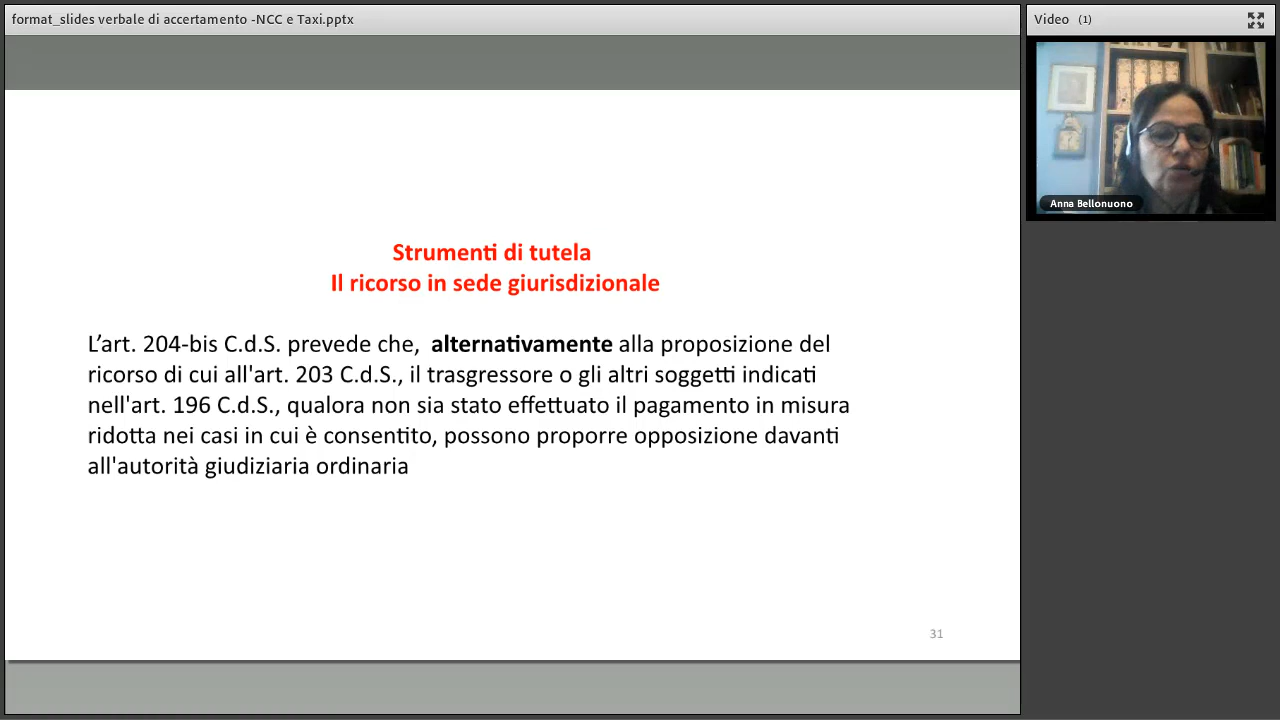 format_slides verbale di accertamento -NCC e Taxi.pptx
Video (1)
Anna Bellonuono
Strumenti di tutela
Il ricorso in sede giurisdizionale
L’art. 204-bis C.d.S. prevede che, alternativamente alla proposizione del
ricorso di cui all'art. 203 C.d.S., il trasgressore o gli altri soggetti indicati
nell'art. 196 C.d.S., qualora non sia stato effettuato il pagamento in misura
ridotta nei casi in cui è consentito, possono proporre opposizione davanti
all'autorità giudiziaria ordinaria
31